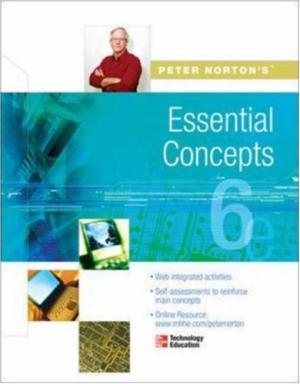 PETER NORTON'S™
Essential
Concepts
6e
• Web integrated activities
• Self-assessments to reinforce
main concepts
• Online Resource:
www.mhhe.com/peternorton
Technology
Education